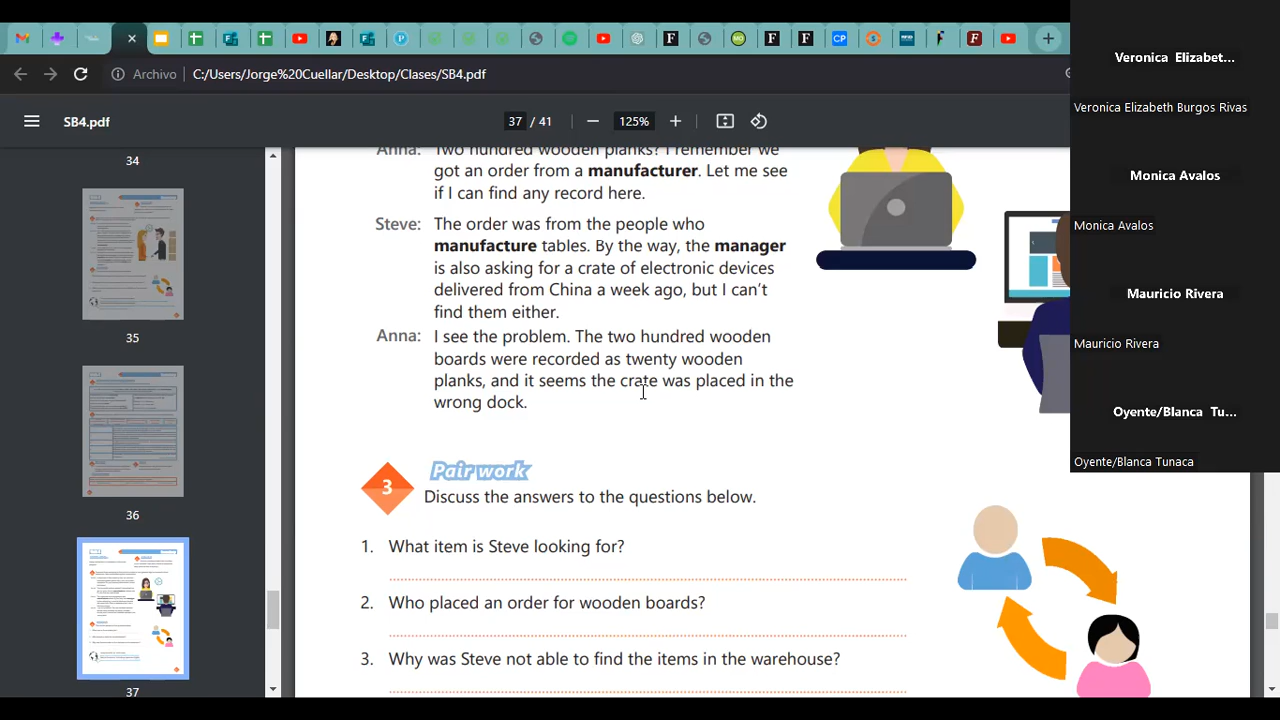 Archivo
C:/Users/Jorge%20Cuellar/Desktop/Clases/SB4.pdf
SB4.pdf
37 / 41
125%
34
35
36
37
Anna: Two hundred wooden planks? I remember we
got an order from a manufacturer. Let me see
if I can find any record here.
Steve: The order was from the people who
manufacture tables. By the way, the manager
is also asking for a crate of electronic devices
delivered from China a week ago, but I can't
find them either.
Anna: I see the problem. The two hundred wooden
boards were recorded as twenty wooden
planks, and it seems the crate was placed in the
wrong dock.
3
Pair work
Discuss the answers to the questions below.
1. What item is Steve looking for?
2. Who placed an order for wooden boards?
3. Why was Steve not able to find the items in the warehouse?
Veronica Elizabet...
Veronica Elizabeth Burgos Rivas
Monica Avalos
Monica Avalos
Mauricio Rivera
Mauricio Rivera
Oyente/Blanca Tu...
Oyente/Blanca Tunaca